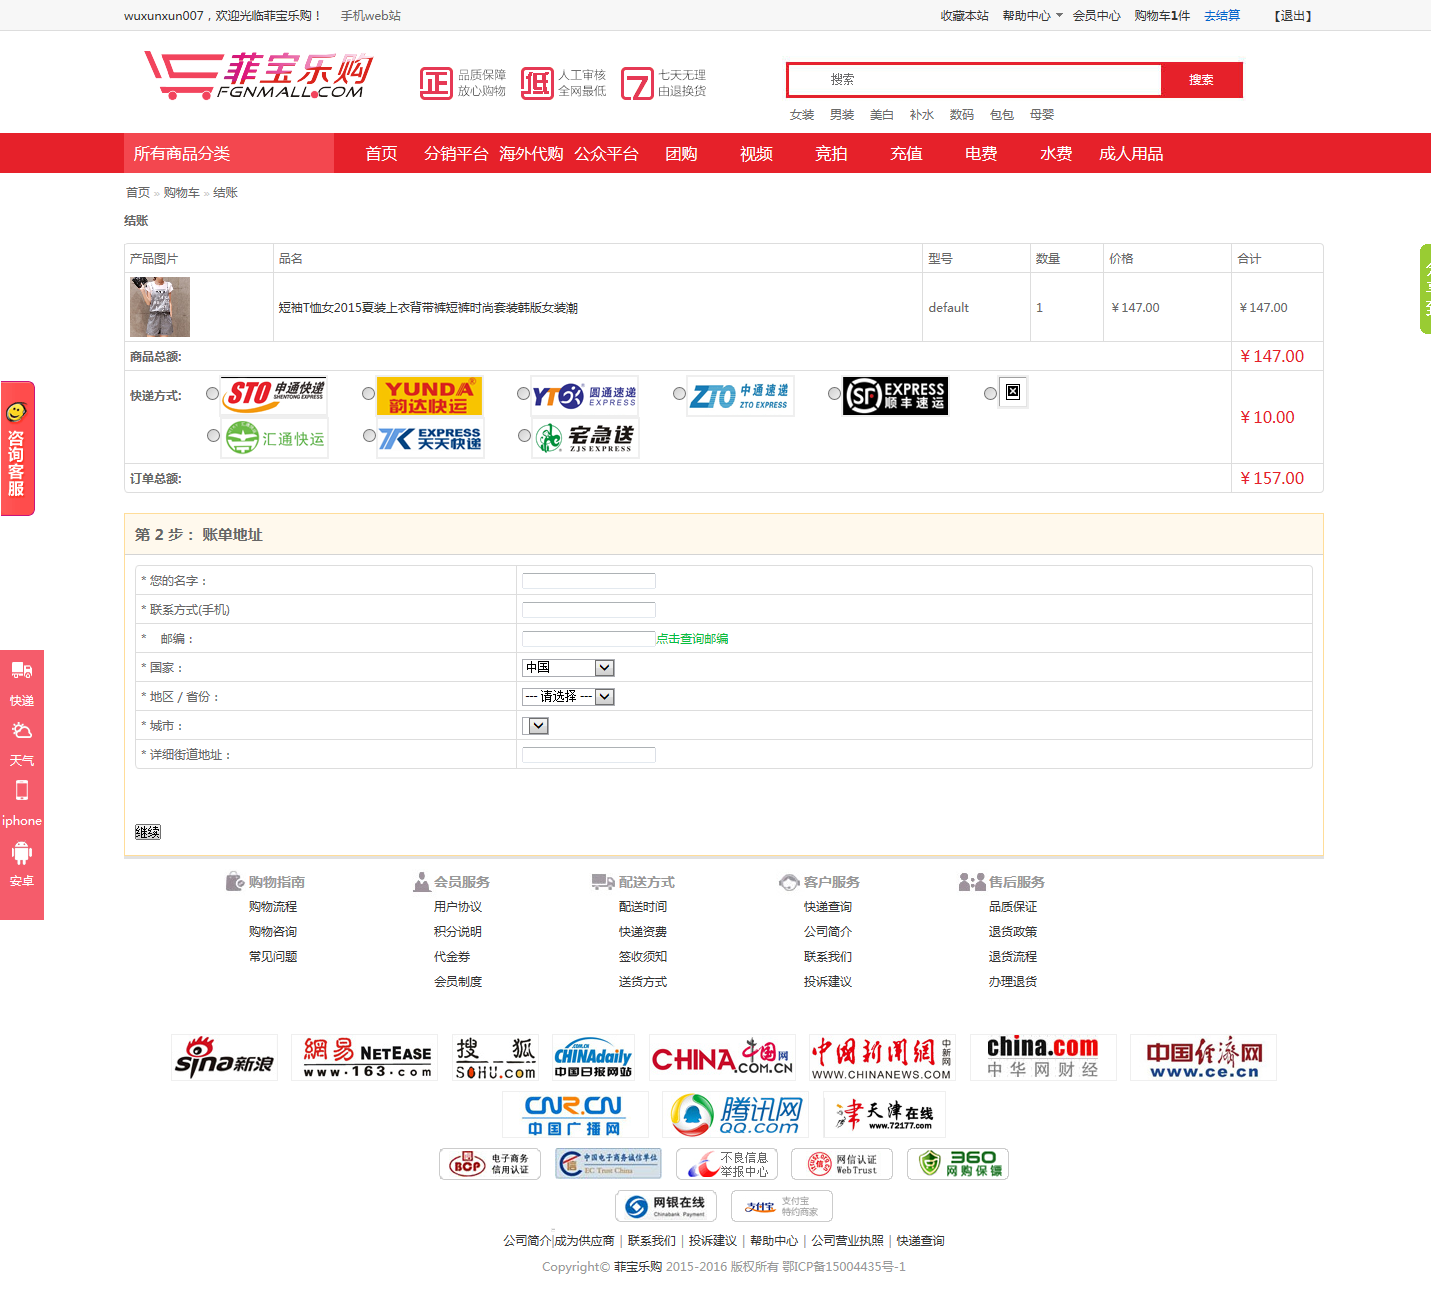 wuxunxun007，欢迎光临菲宝乐购！ 手机web站 收藏本站 帮助中心 会员中心 购物车1件 去结算 【退出】
菲宝乐购
FGNMALL.COM
正 品质保障 放心购物 低 人工审核 全网最低 7 七天无理 由退换货
搜索 搜索
女装 男装 美白 补水 数码 包包 母婴
所有商品分类 首页 分销平台 海外代购 公众平台 团购 视频 竞拍 充值 电费 水费 成人用品
首页 » 购物车 » 结账
结账
产品图片 品名 型号 数量 价格 合计
短袖T恤女2015夏装上衣背带裤短裤时尚套装韩版女装潮 default 1 ￥147.00 ￥147.00
商品总额: ￥147.00
快递方式: STO 申通快递 SHENTONG EXPRESS YUNDA 韵达快运 YTO 圆通速递 EXPRESS ZTO 中通速递 ZTO EXPRESS SF EXPRESS 顺丰速运 ￥10.00
汇通快运 TK EXPRESS 天天快递 宅急送 ZJS EXPRESS
订单总额: ￥157.00
咨询客服
第 2 步： 账单地址
* 您的名字：
* 联系方式(手机)
* 邮编： 点击查询邮编
* 国家： 中国
* 地区 / 省份： --- 请选择 ---
* 城市：
* 详细街道地址：
继续
快递
天气
iphone
安卓
购物指南 会员服务 配送方式 客户服务 售后服务
购物流程 用户协议 配送时间 快递查询 品质保证
购物咨询 积分说明 快递资费 公司简介 退货政策
常见问题 代金券 签收须知 联系我们 退货流程
会员制度 送货方式 投诉建议 办理退货
sina新浪 網易 NETEASE www.163.com 搜狐 SOHU.com COM.CN CHINAdaily 中国日报网站 CHINA 中国网 .COM.CN 中国新闻网 中新网 WWW.CHINANEWS.COM china.com 中华网财经 中国经济网 www.ce.cn
CNR.CN 中国广播网 腾讯网 QQ.com 津 天津在线 www.72177.com
BCP 电子商务 信用认证 中国电子商务诚信单位 EC Trust China 不良信息 举报中心 网信认证 WebTrust 360 网购保镖
网银在线 Chinabank Payment 支付宝 支付宝 特约商家
公司简介|成为供应商 | 联系我们 | 投诉建议 | 帮助中心 | 公司营业执照 | 快递查询
Copyright© 菲宝乐购 2015-2016 版权所有 鄂ICP备15004435号-1